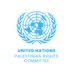 UNITED NATIONS
PALESTINIAN RIGHTS
COMMITTEE